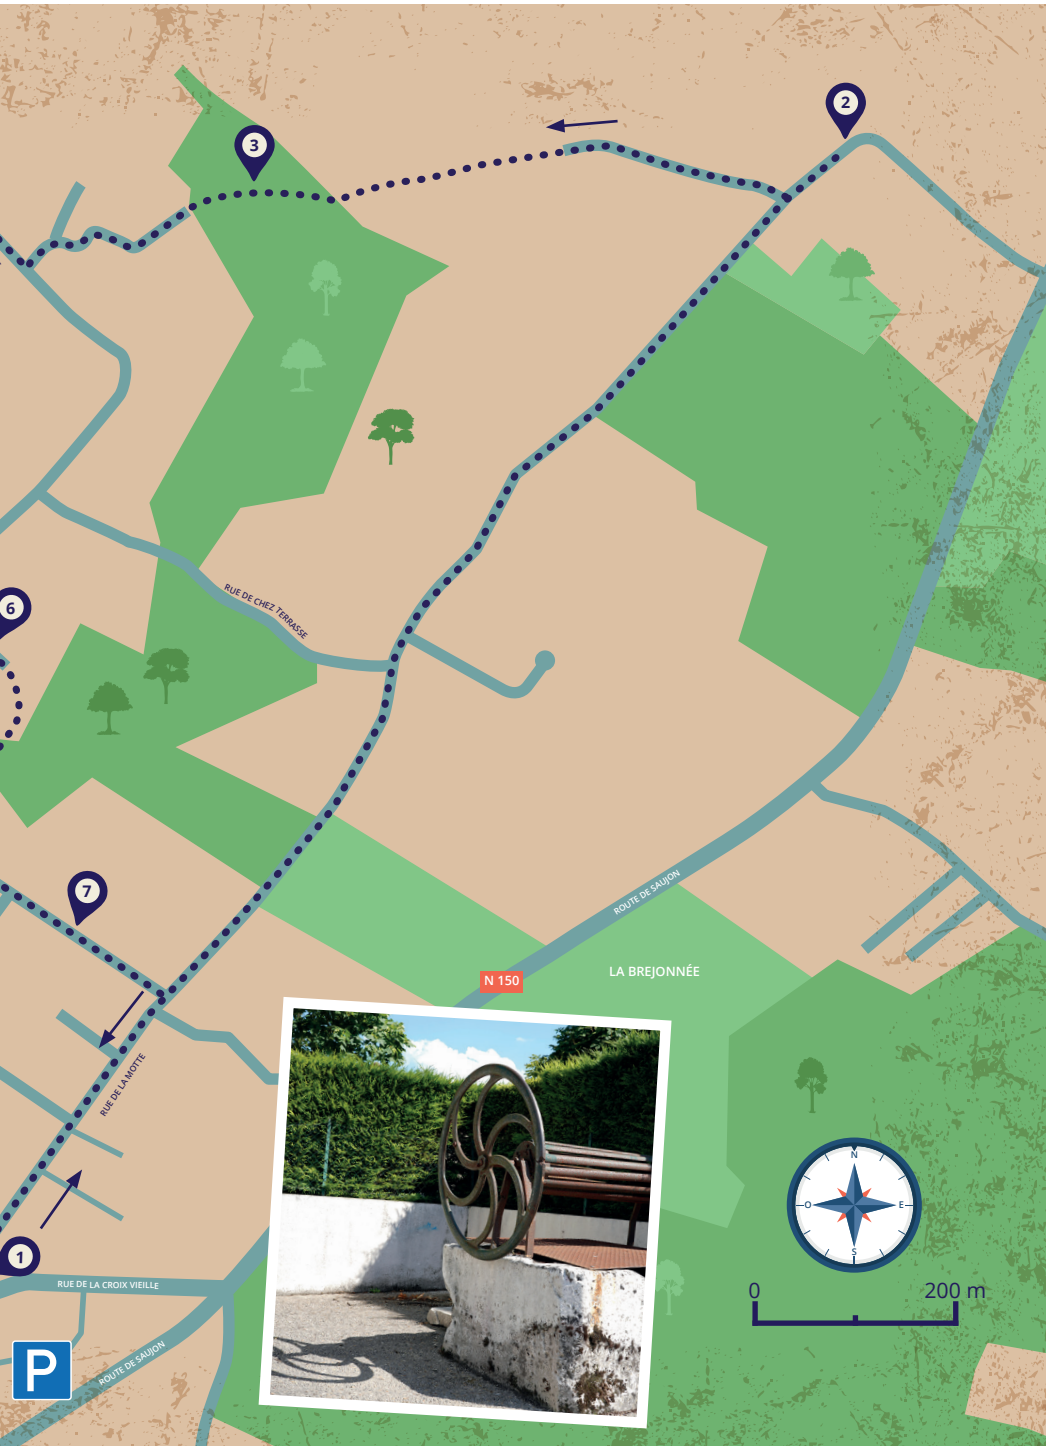 2
3
RUE DE CHEZ TERRASSE
6
7
ROUTE DE SAUJON
N 150
LA BREJONNÉE
RUE DE LA MOTTE
N
O
E
S
1
RUE DE LA CROIX VIEILLE
0
200 m
P
ROUTE DE SAUJON